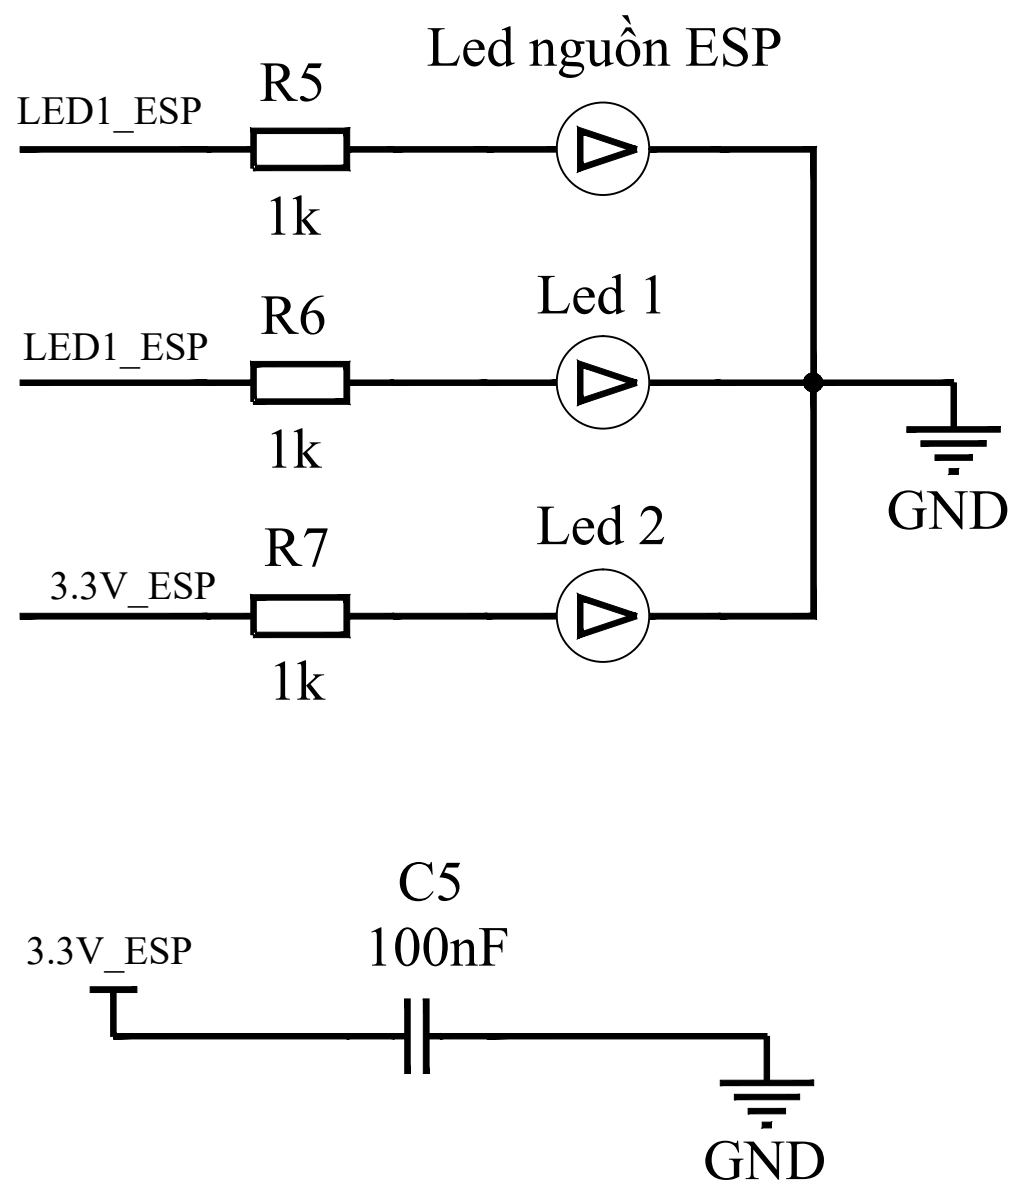 Led nguồn ESP
R5
LED1_ESP
1k
Led 1
R6
LED1_ESP
1k
GND
Led 2
R7
3.3V_ESP
1k
C5
100nF
3.3V_ESP
GND